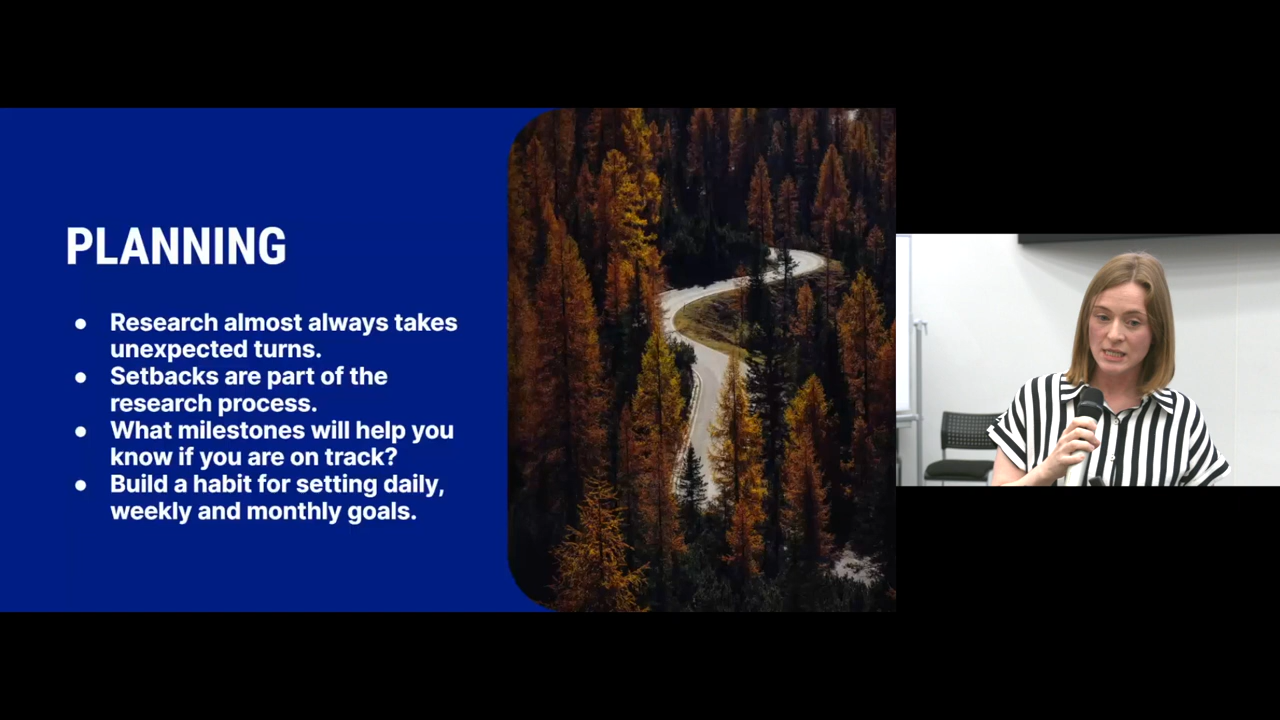 PLANNING
● Research almost always takes
unexpected turns.
● Setbacks are part of the
research process.
● What milestones will help you
know if you are on track?
● Build a habit for setting daily,
weekly and monthly goals.